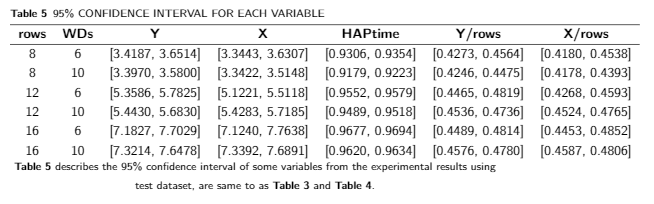 Table 5 95% CONFIDENCE INTERVAL FOR EACH VARIABLE
rows WDs Y X HAPtime Y/rows X/rows
8 6 [3.4187, 3.6514] [3.3443, 3.6307] [0.9306, 0.9354] [0.4273, 0.4564] [0.4180, 0.4538]
8 10 [3.3970, 3.5800] [3.3422, 3.5148] [0.9179, 0.9223] [0.4246, 0.4475] [0.4178, 0.4393]
12 6 [5.3586, 5.7825] [5.1221, 5.5118] [0.9552, 0.9579] [0.4465, 0.4819] [0.4268, 0.4593]
12 10 [5.4430, 5.6830] [5.4283, 5.7185] [0.9489, 0.9518] [0.4536, 0.4736] [0.4524, 0.4765]
16 6 [7.1827, 7.7029] [7.1240, 7.7638] [0.9677, 0.9694] [0.4489, 0.4814] [0.4453, 0.4852]
16 10 [7.3214, 7.6478] [7.3392, 7.6891] [0.9620, 0.9634] [0.4576, 0.4780] [0.4587, 0.4806]
Table 5 describes the 95% confidence interval of some variables from the experimental results using
test dataset, are same to as Table 3 and Table 4.